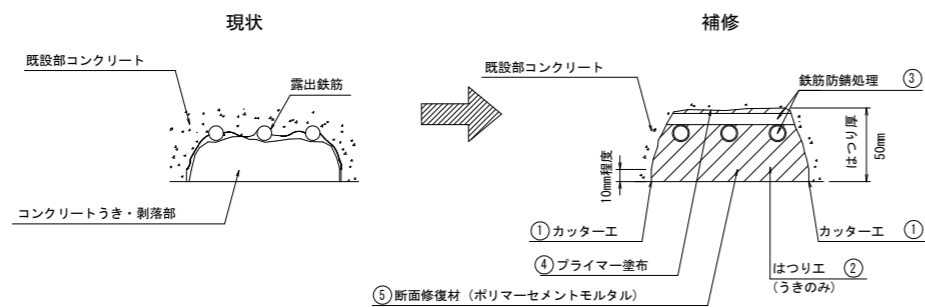 現状
既設部コンクリート
露出鉄筋
コンクリートうき・剥落部
補修
既設部コンクリート
鉄筋防錆処理 ③
はつり厚
50mm
10mm程度
①カッター工
カッター工 ①
④プライマー塗布
はつり工 ②
(うきのみ)
⑤断面修復材（ポリマーセメントモルタル）